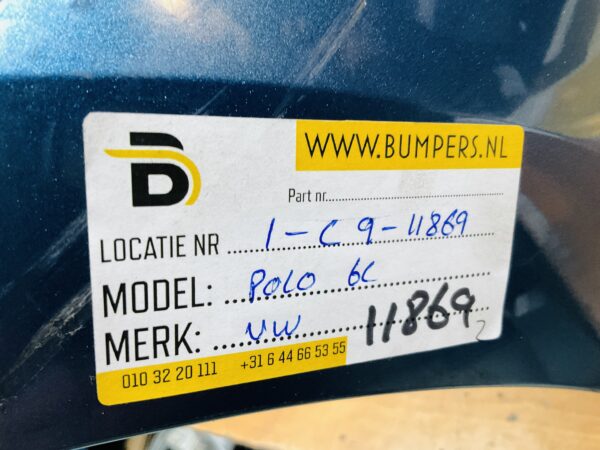 WWW.BUMPERS.NL
Part nr.
LOCATIE NR 1-C 9-11869
MODEL: POLO 6C
MERK: VW 11869
010 32 20 111 +31 6 44 66 53 55